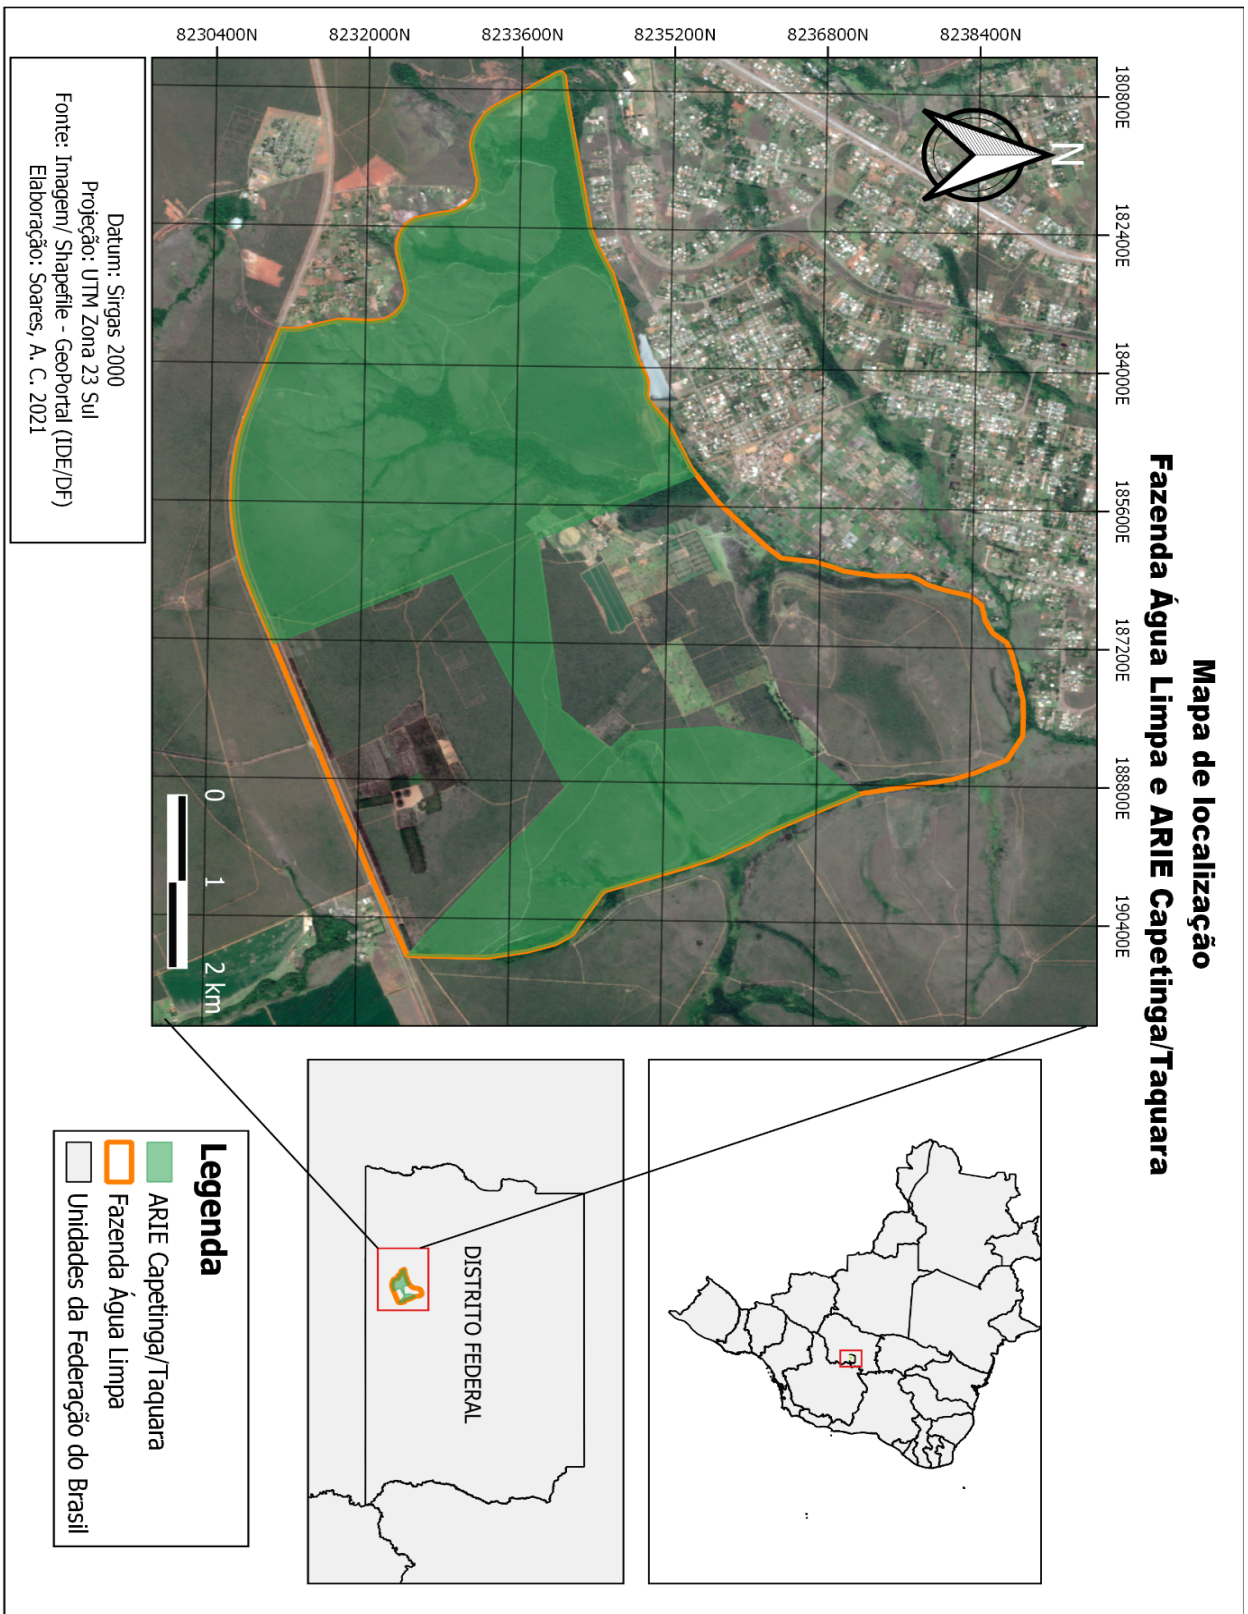 Mapa de localização
Fazenda Água Limpa e ARIE Capetinga/Taquara
180800E
182400E
184000E
185600E
187200E
188800E
190400E
8238400N
8236800N
8235200N
8233600N
8232000N
8230400N
N
0 1 2 km
DISTRITO FEDERAL
Datum: Sirgas 2000
Projeção: UTM Zona 23 Sul
Fonte: Imagem/ Shapefile - GeoPortal (IDE/DF)
Elaboração: Soares, A. C. 2021
Legenda
ARIE Capetinga/Taquara
Fazenda Água Limpa
Unidades da Federação do Brasil